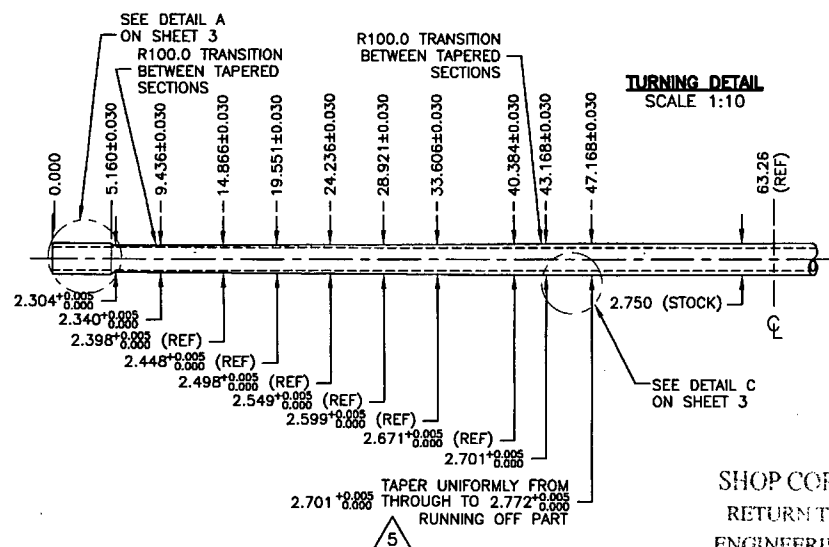 SEE DETAIL A
ON SHEET 3
R100.0 TRANSITION
BETWEEN TAPERED
SECTIONS
R100.0 TRANSITION
BETWEEN TAPERED
SECTIONS
TURNING DETAIL
SCALE 1:10
0.000
5.160±0.030
9.436±0.030
14.866±0.030
19.551±0.030
24.236±0.030
28.921±0.030
33.606±0.030
40.384±0.030
43.168±0.030
47.168±0.030
63.26
(REF)
2.304+0.005 0.000
2.340+0.005 0.000
2.398+0.005 0.000 (REF)
2.448+0.005 0.000 (REF)
2.498+0.005 0.000 (REF)
2.549+0.005 0.000 (REF)
2.599+0.005 0.000 (REF)
2.671+0.005 0.000 (REF)
2.701+0.005 0.000
2.750 (STOCK)
℄
SEE DETAIL C
ON SHEET 3
TAPER UNIFORMLY FROM
2.701 +0.005 0.000 THROUGH TO 2.772+0.005 0.000
RUNNING OFF PART
5
SHOP
RETURN